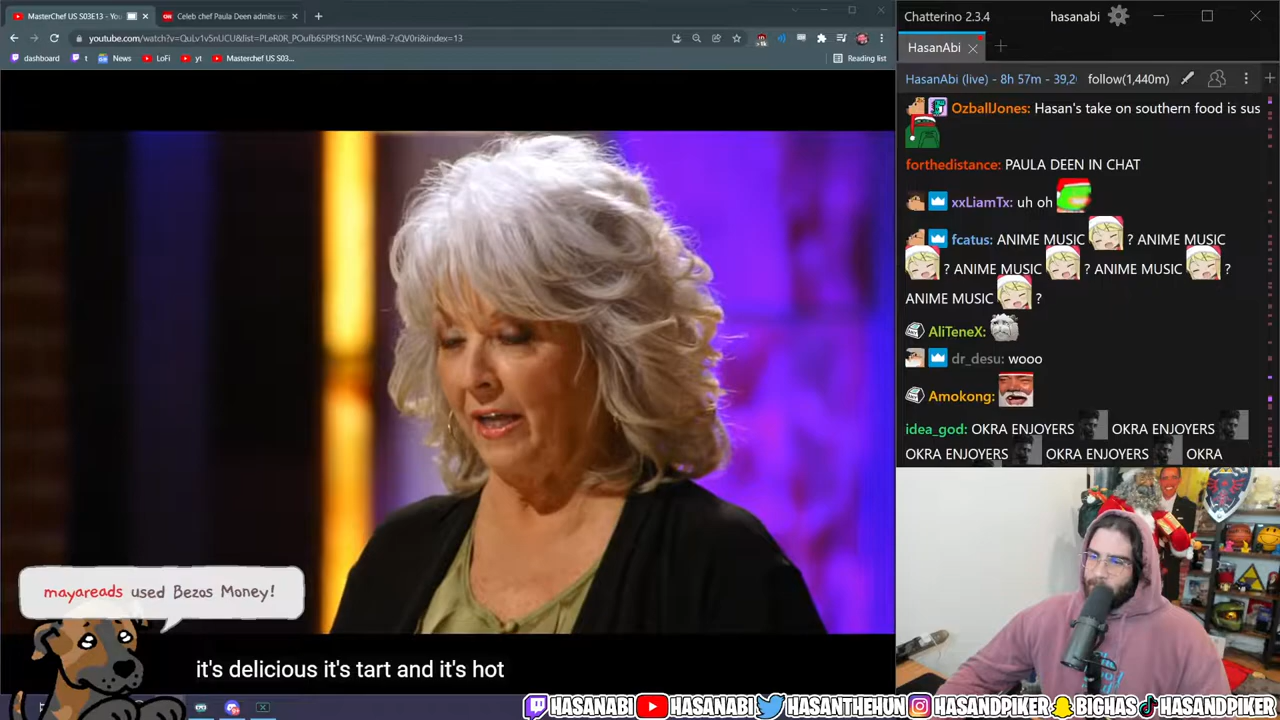 MasterChef US S03E13 - You
Celeb chef Paula Deen admits us
youtube.com/watch?v=QuLv1v5nUCU&list=PLeR0R_POufb65PfSt1N5C-Wm8-7sQV0ri&index=13
dashboard
t
News
LoFi
yt
Masterchef US S03...
Reading list
Chatterino 2.3.4
hasanabi
HasanAbi
HasanAbi (live) - 8h 57m - 39,2
follow(1,440m)
OzballJones: Hasan's take on southern food is sus
forthedistance: PAULA DEEN IN CHAT
xxLiamTx: uh oh
fcatus: ANIME MUSIC ? ANIME MUSIC
? ANIME MUSIC ? ANIME MUSIC ?
ANIME MUSIC ?
AliTeneX:
dr_desu: wooo
Amokong:
idea_god: OKRA ENJOYERS OKRA ENJOYERS
OKRA ENJOYERS OKRA ENJOYERS OKRA
mayareads used Bezos Money!
it's delicious it's tart and it's hot
HASANABI HASANABI HASANTHEHUN HASANDPIKER BIGHAS HASANDPIKER